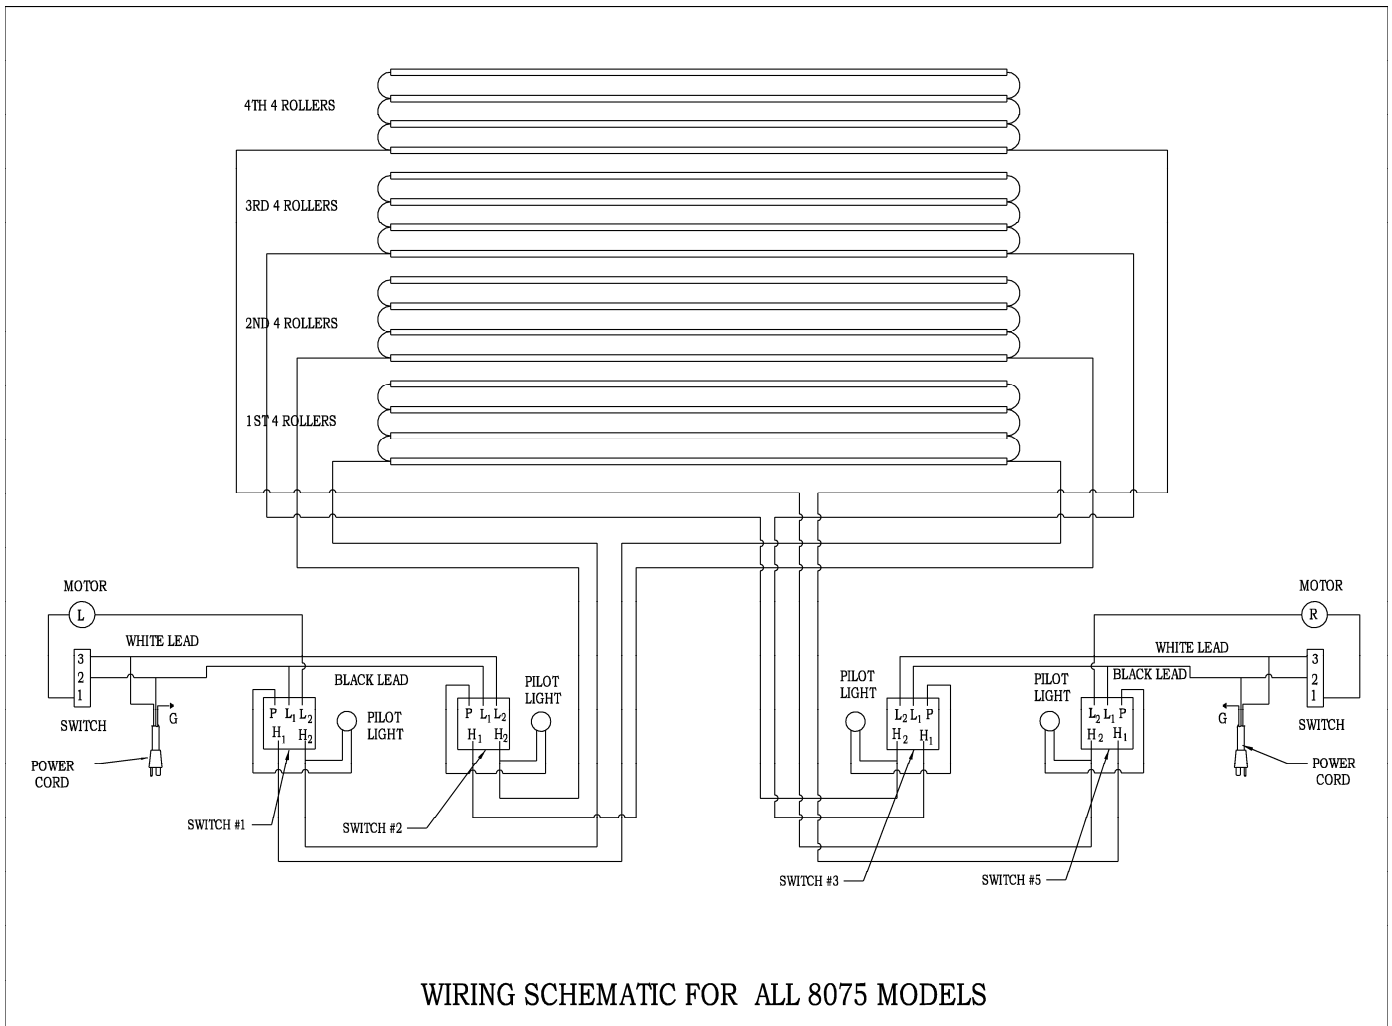 4TH 4 ROLLERS
3RD 4 ROLLERS
2ND 4 ROLLERS
1ST 4 ROLLERS
MOTOR
L
WHITE LEAD
3
2
1
SWITCH
G
POWER
CORD
BLACK LEAD
P L1 L2
H1 H2
PILOT
LIGHT
SWITCH #1
P L1 L2
H1 H2
PILOT
LIGHT
SWITCH #2
PILOT
LIGHT
L2 L1 P
H2 H1
SWITCH #3
PILOT
LIGHT
L2 L1 P
H2 H1
SWITCH #5
MOTOR
R
WHITE LEAD
BLACK LEAD
3
2
1
SWITCH
G
POWER
CORD
WIRING SCHEMATIC FOR ALL 8075 MODELS